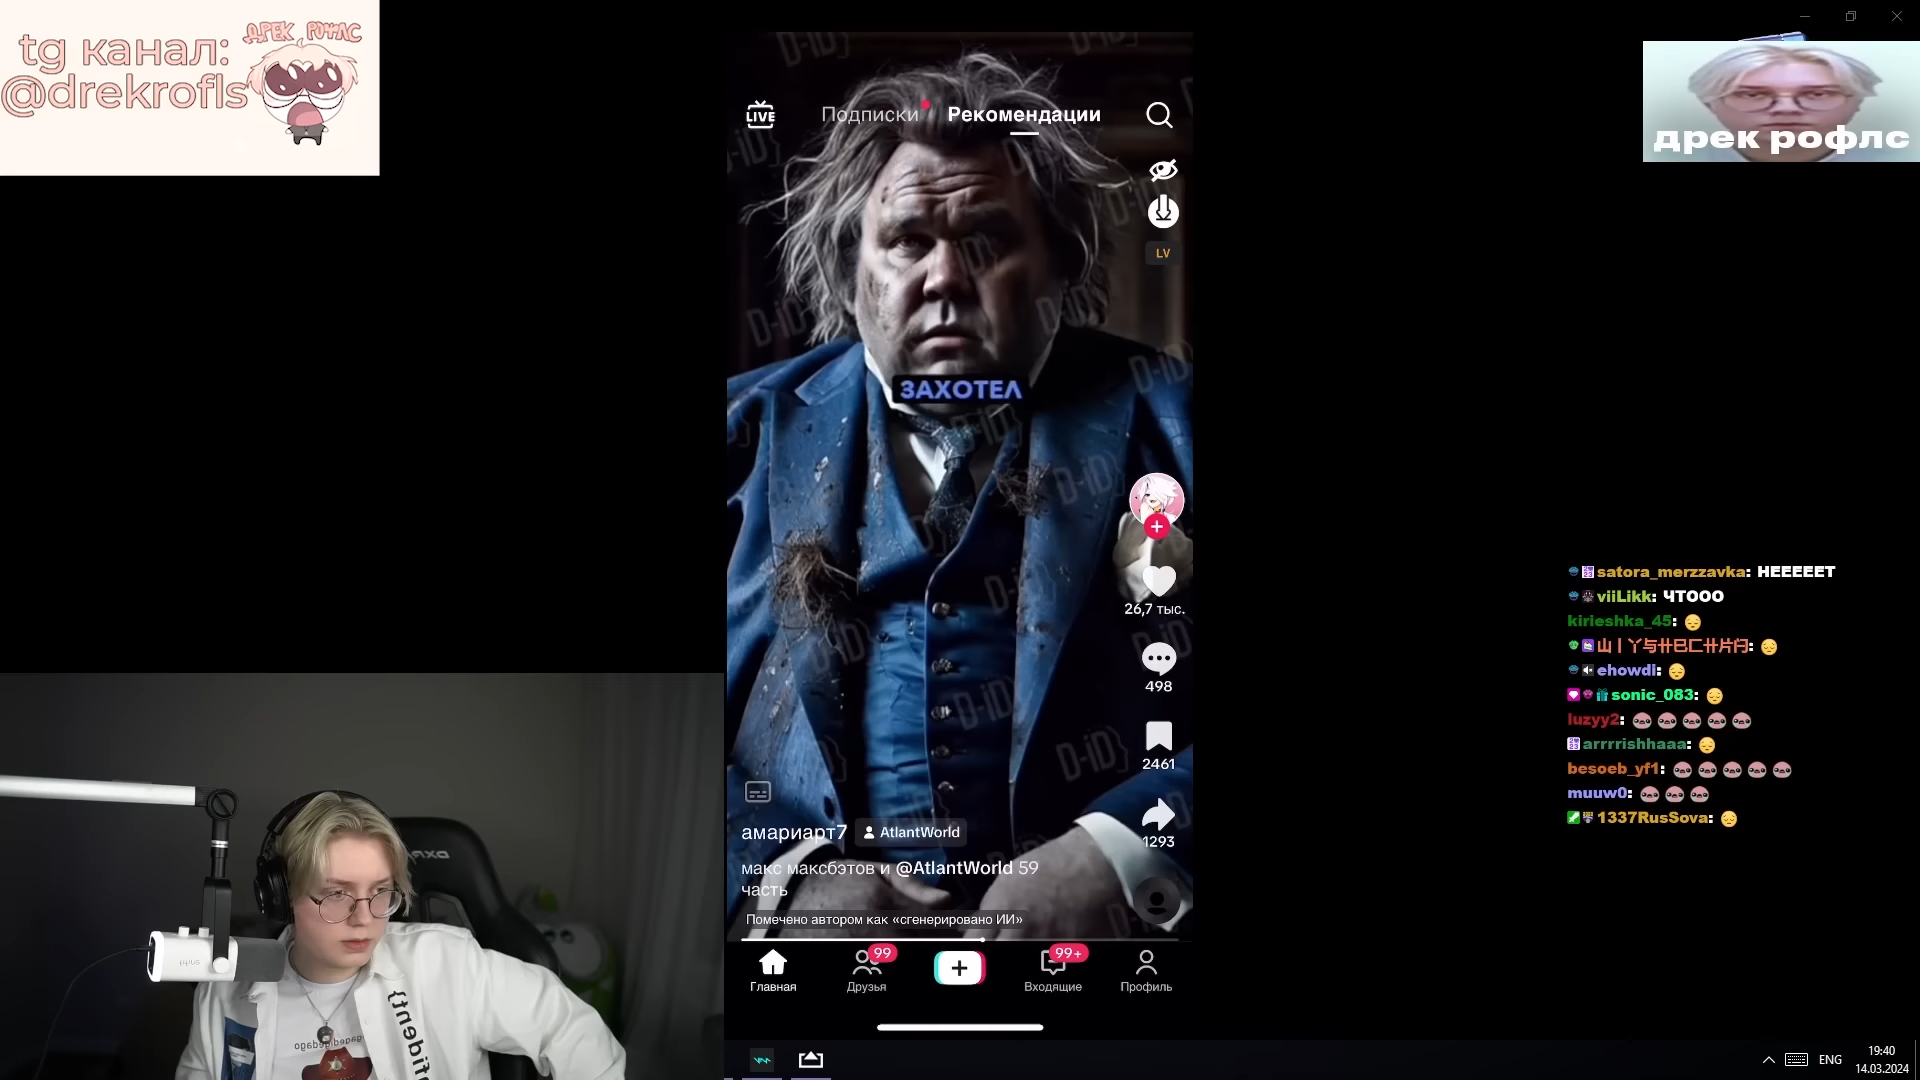 tg канал:
@drekrofls
ДРЕК РОФЛС
дрек рофлс
LIVE
Подписки
Рекомендации
LV
D-iD}
ЗАХОТЕЛ
26,7 тыс.
498
2461
1293
амариарт7
AtlantWorld
макс максбэтов и @AtlantWorld 59
часть
Помечено автором как «сгенерировано ИИ»
Главная
99
Друзья
99+
Входящие
Профиль
satora_merzzavka: НЕЕЕЕЕТ
viiLikk: ЧТООО
kirieshka_45: 😔
😔
ehowdi: 😔
sonic_083: 😔
luzyy2:
arrrrishhaaa: 😔
besoeb_yf1:
muuw0:
1337RusSova: 😔
ENG
19:40
14.03.2024